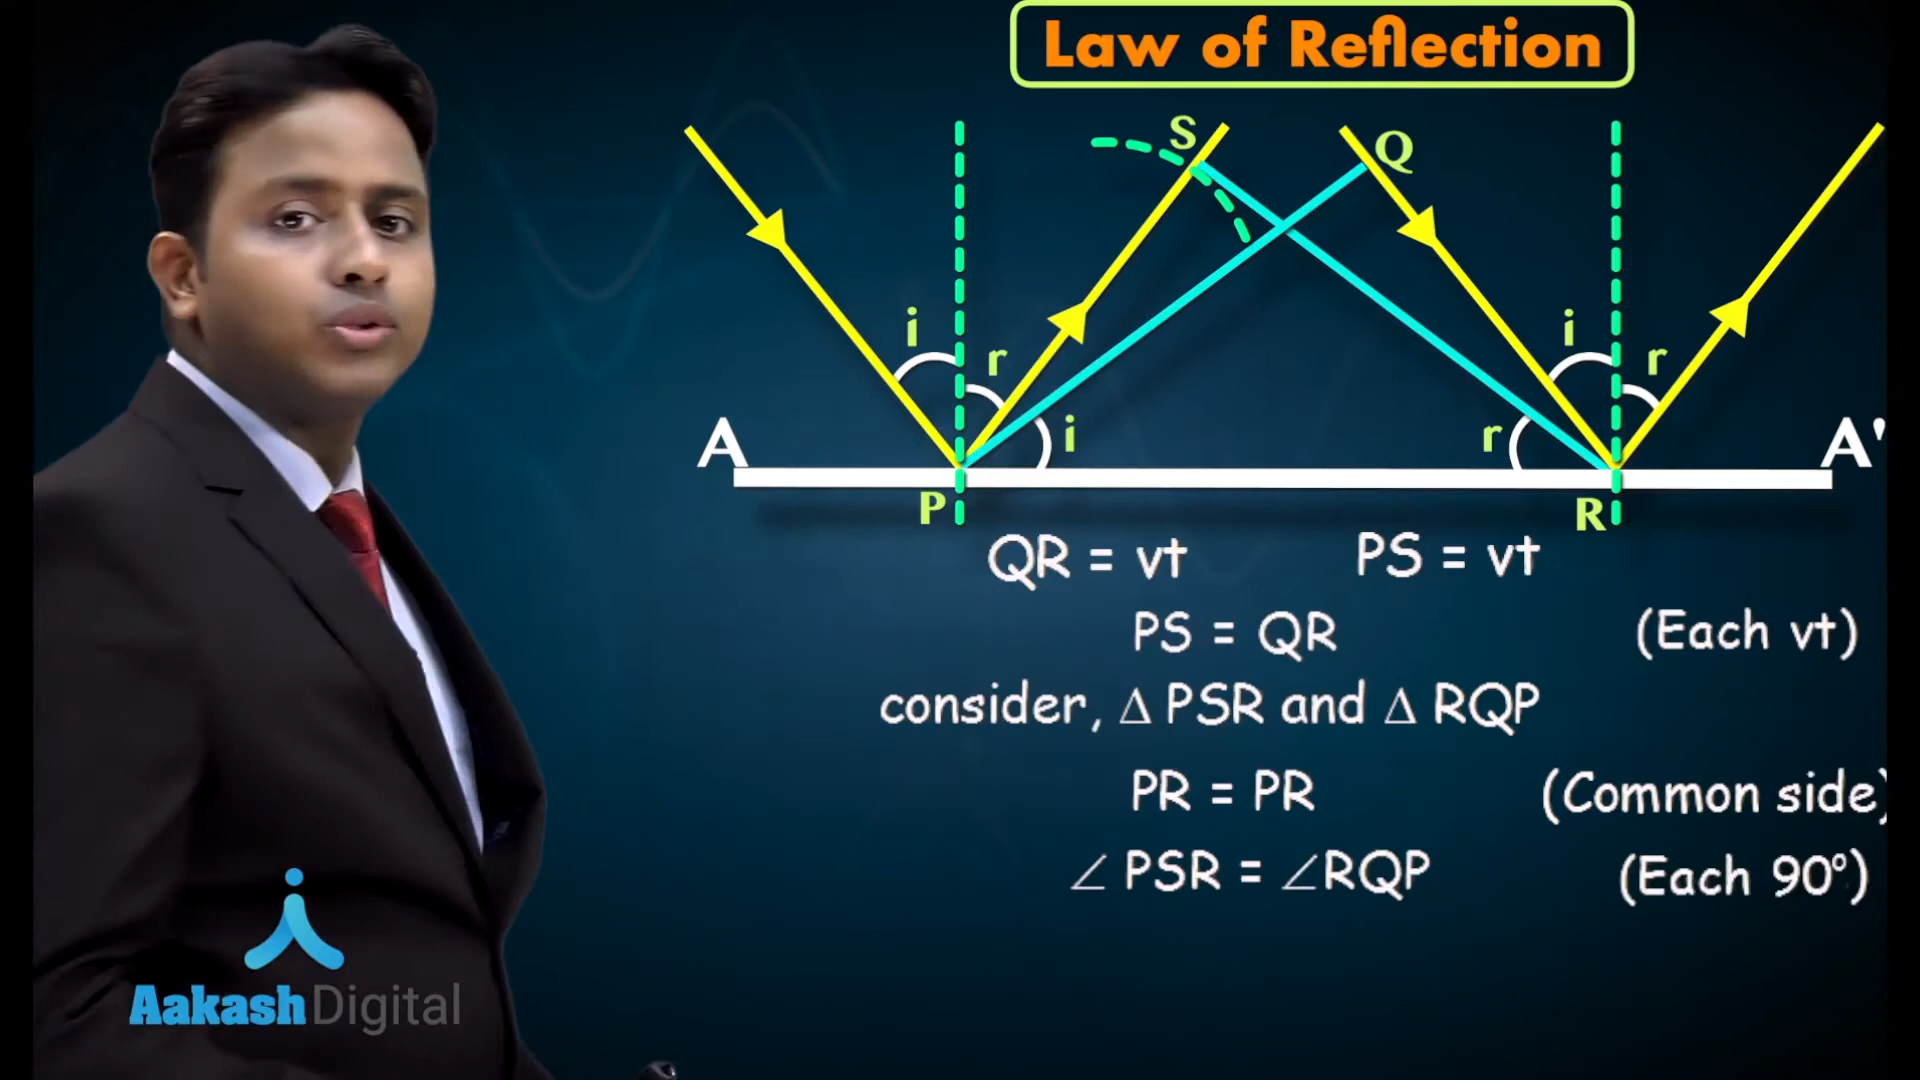 Law of Reflection
S
Q
i
r
i
r
i
r
A
A'
P
R
QR = vt PS = vt
PS = QR (Each vt)
consider, Δ PSR and Δ RQP
PR = PR (Common side)
∠ PSR = ∠RQP (Each 90°)
Aakash Digital